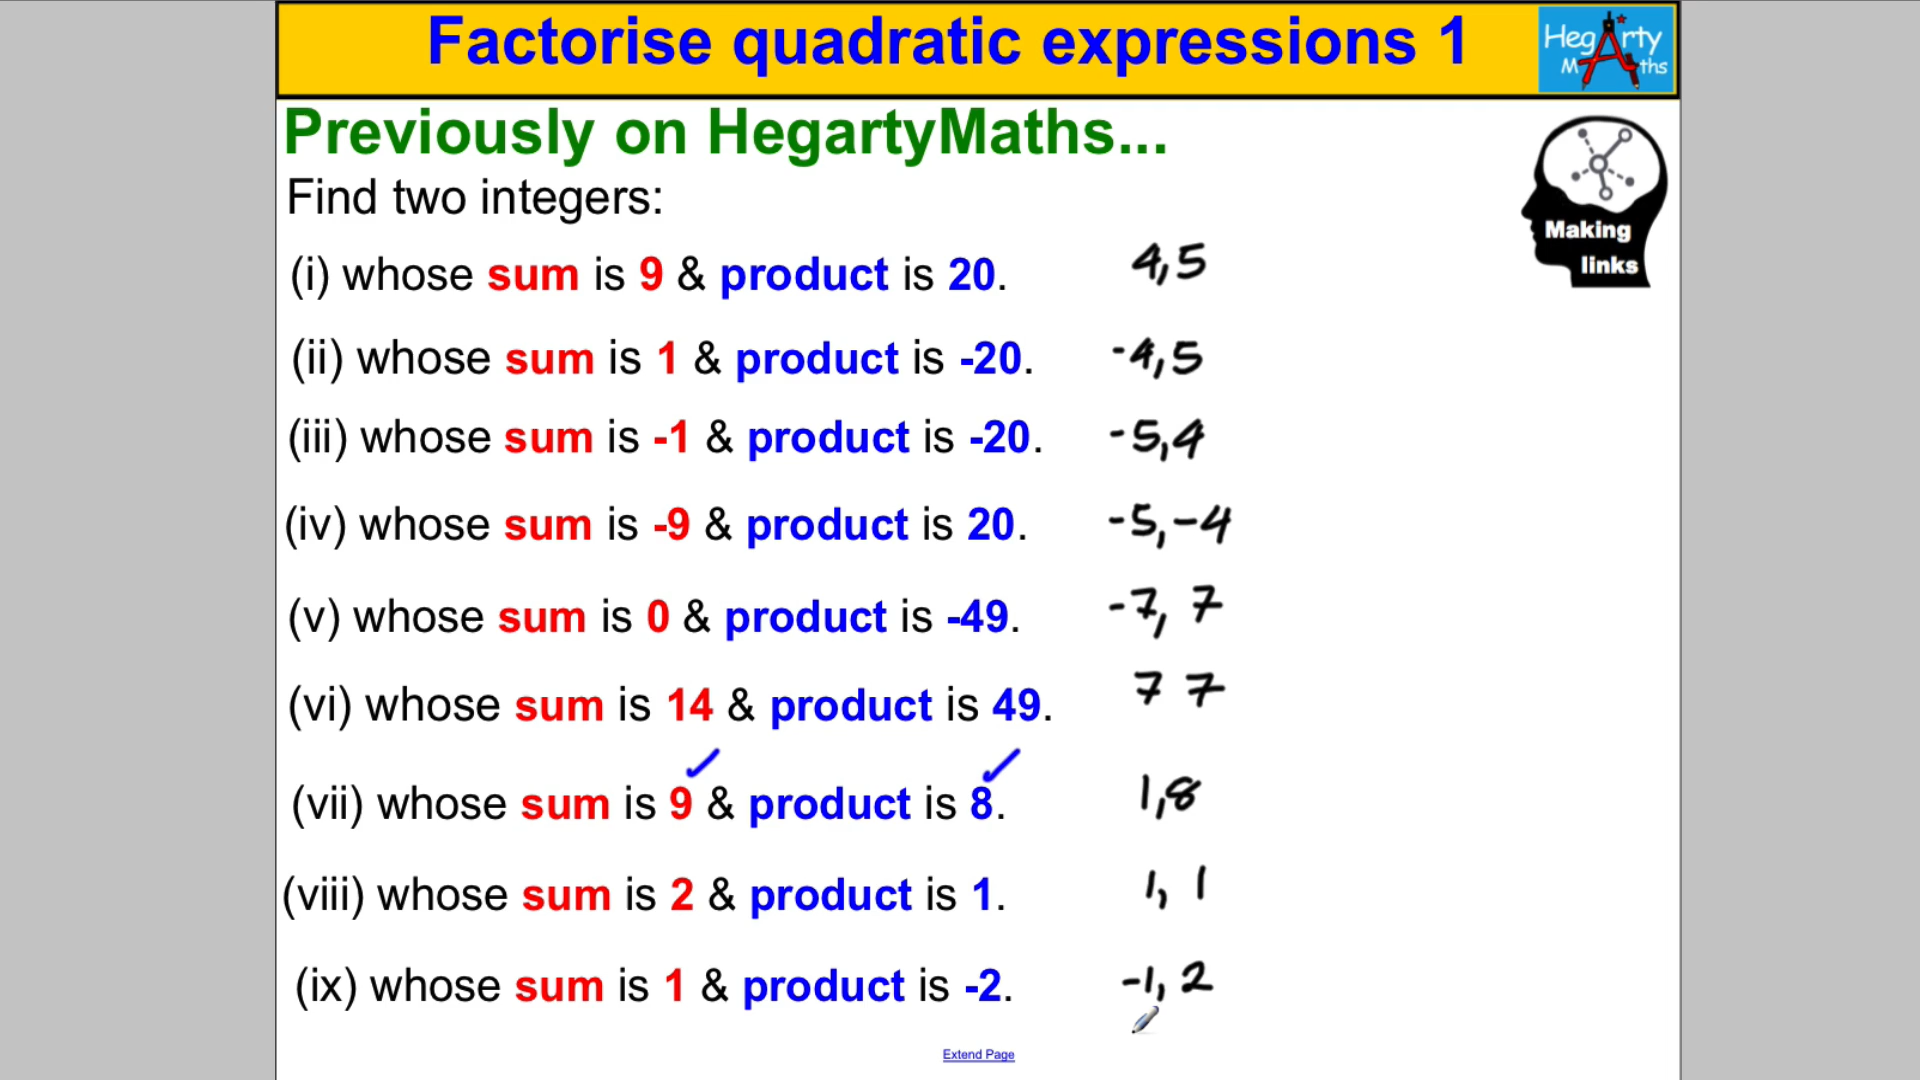 Factorise quadratic expressions 1
HegArty
MAths
Previously on HegartyMaths...
Find two integers:
Making
links
(i) whose sum is 9 & product is 20. 4,5
(ii) whose sum is 1 & product is -20. -4,5
(iii) whose sum is -1 & product is -20. -5,4
(iv) whose sum is -9 & product is 20. -5,-4
(v) whose sum is 0 & product is -49. -7, 7
(vi) whose sum is 14 & product is 49. 7 7
(vii) whose sum is 9 & product is 8. 1,8
(viii) whose sum is 2 & product is 1. 1, 1
(ix) whose sum is 1 & product is -2. -1, 2
Extend Page